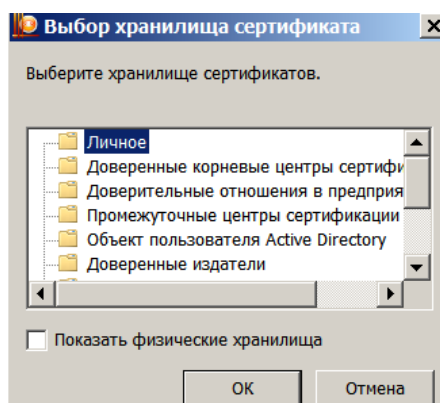 Выбор хранилища сертификата
Выберите хранилище сертификатов.
Личное
Доверенные корневые центры сертифи
Доверительные отношения в предприя
Промежуточные центры сертификации
Объект пользователя Active Directory
Доверенные издатели
Показать физические хранилища
ОК
Отмена